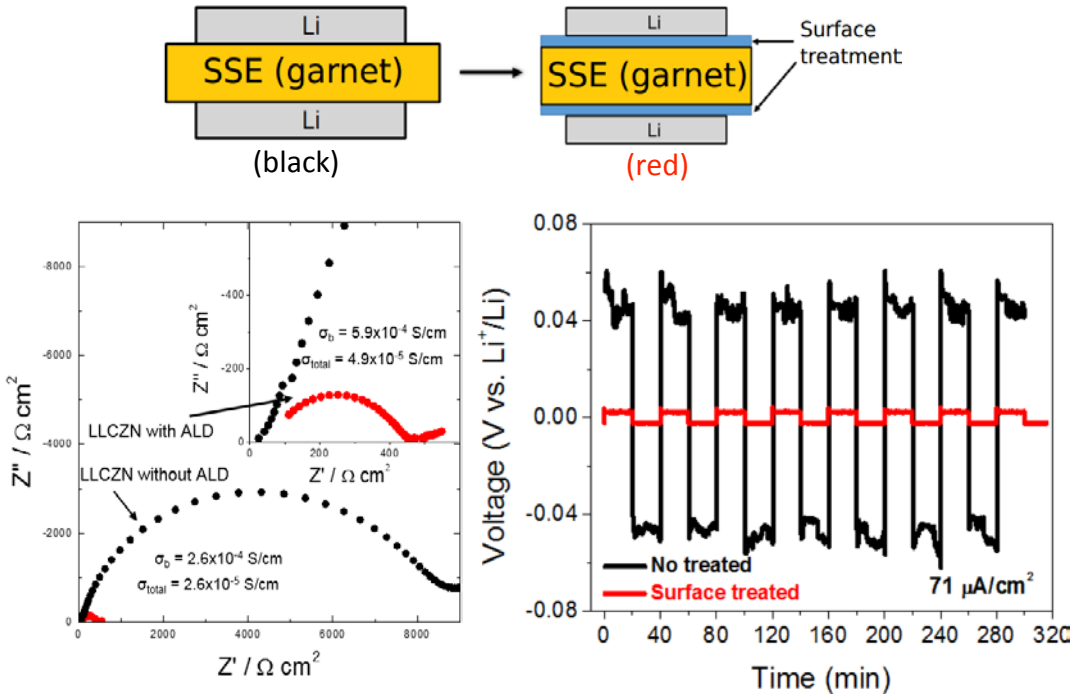 Li
SSE (garnet)
Li
(black)
Li
SSE (garnet)
Li
(red)
Surface
treatment
Z'' / Ω cm²
-8000
-6000
-4000
-2000
0
0
2000
4000
6000
8000
Z' / Ω cm²
LLCZN with ALD
LLCZN without ALD
σb = 2.6x10⁻⁴ S/cm
σtotal = 2.6x10⁻⁵ S/cm
Z'' / Ω cm²
-400
-200
0
0
200
400
Z' / Ω cm²
σb = 5.9x10⁻⁴ S/cm
σtotal = 4.9x10⁻⁵ S/cm
Voltage (V vs. Li⁺/Li)
0.08
0.04
0.00
-0.04
-0.08
No treated
Surface treated
71 μA/cm²
0
40
80
120
160
200
240
280
320
Time (min)